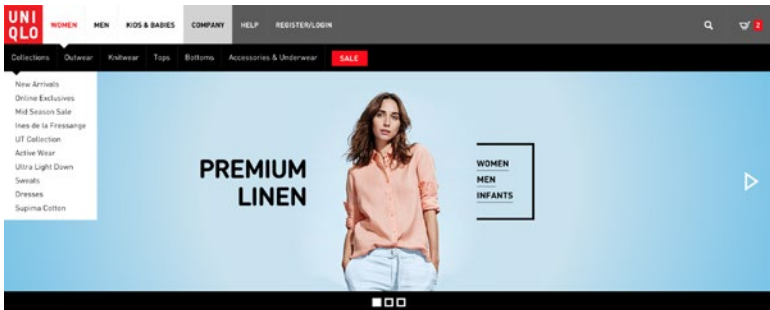 UNI
QLO
WOMEN MEN KIDS & BABIES COMPANY HELP REGISTER/LOGIN 2
Collections Outwear Knitwear Tops Bottoms Accessories & Underwear SALE
New Arrivals
Online Exclusives
Mid Season Sale
Ines de la Fressange
UT Collection
Active Wear
Ultra Light Down
Sweats
Dresses
Supima Cotton
PREMIUM
LINEN
WOMEN
MEN
INFANTS